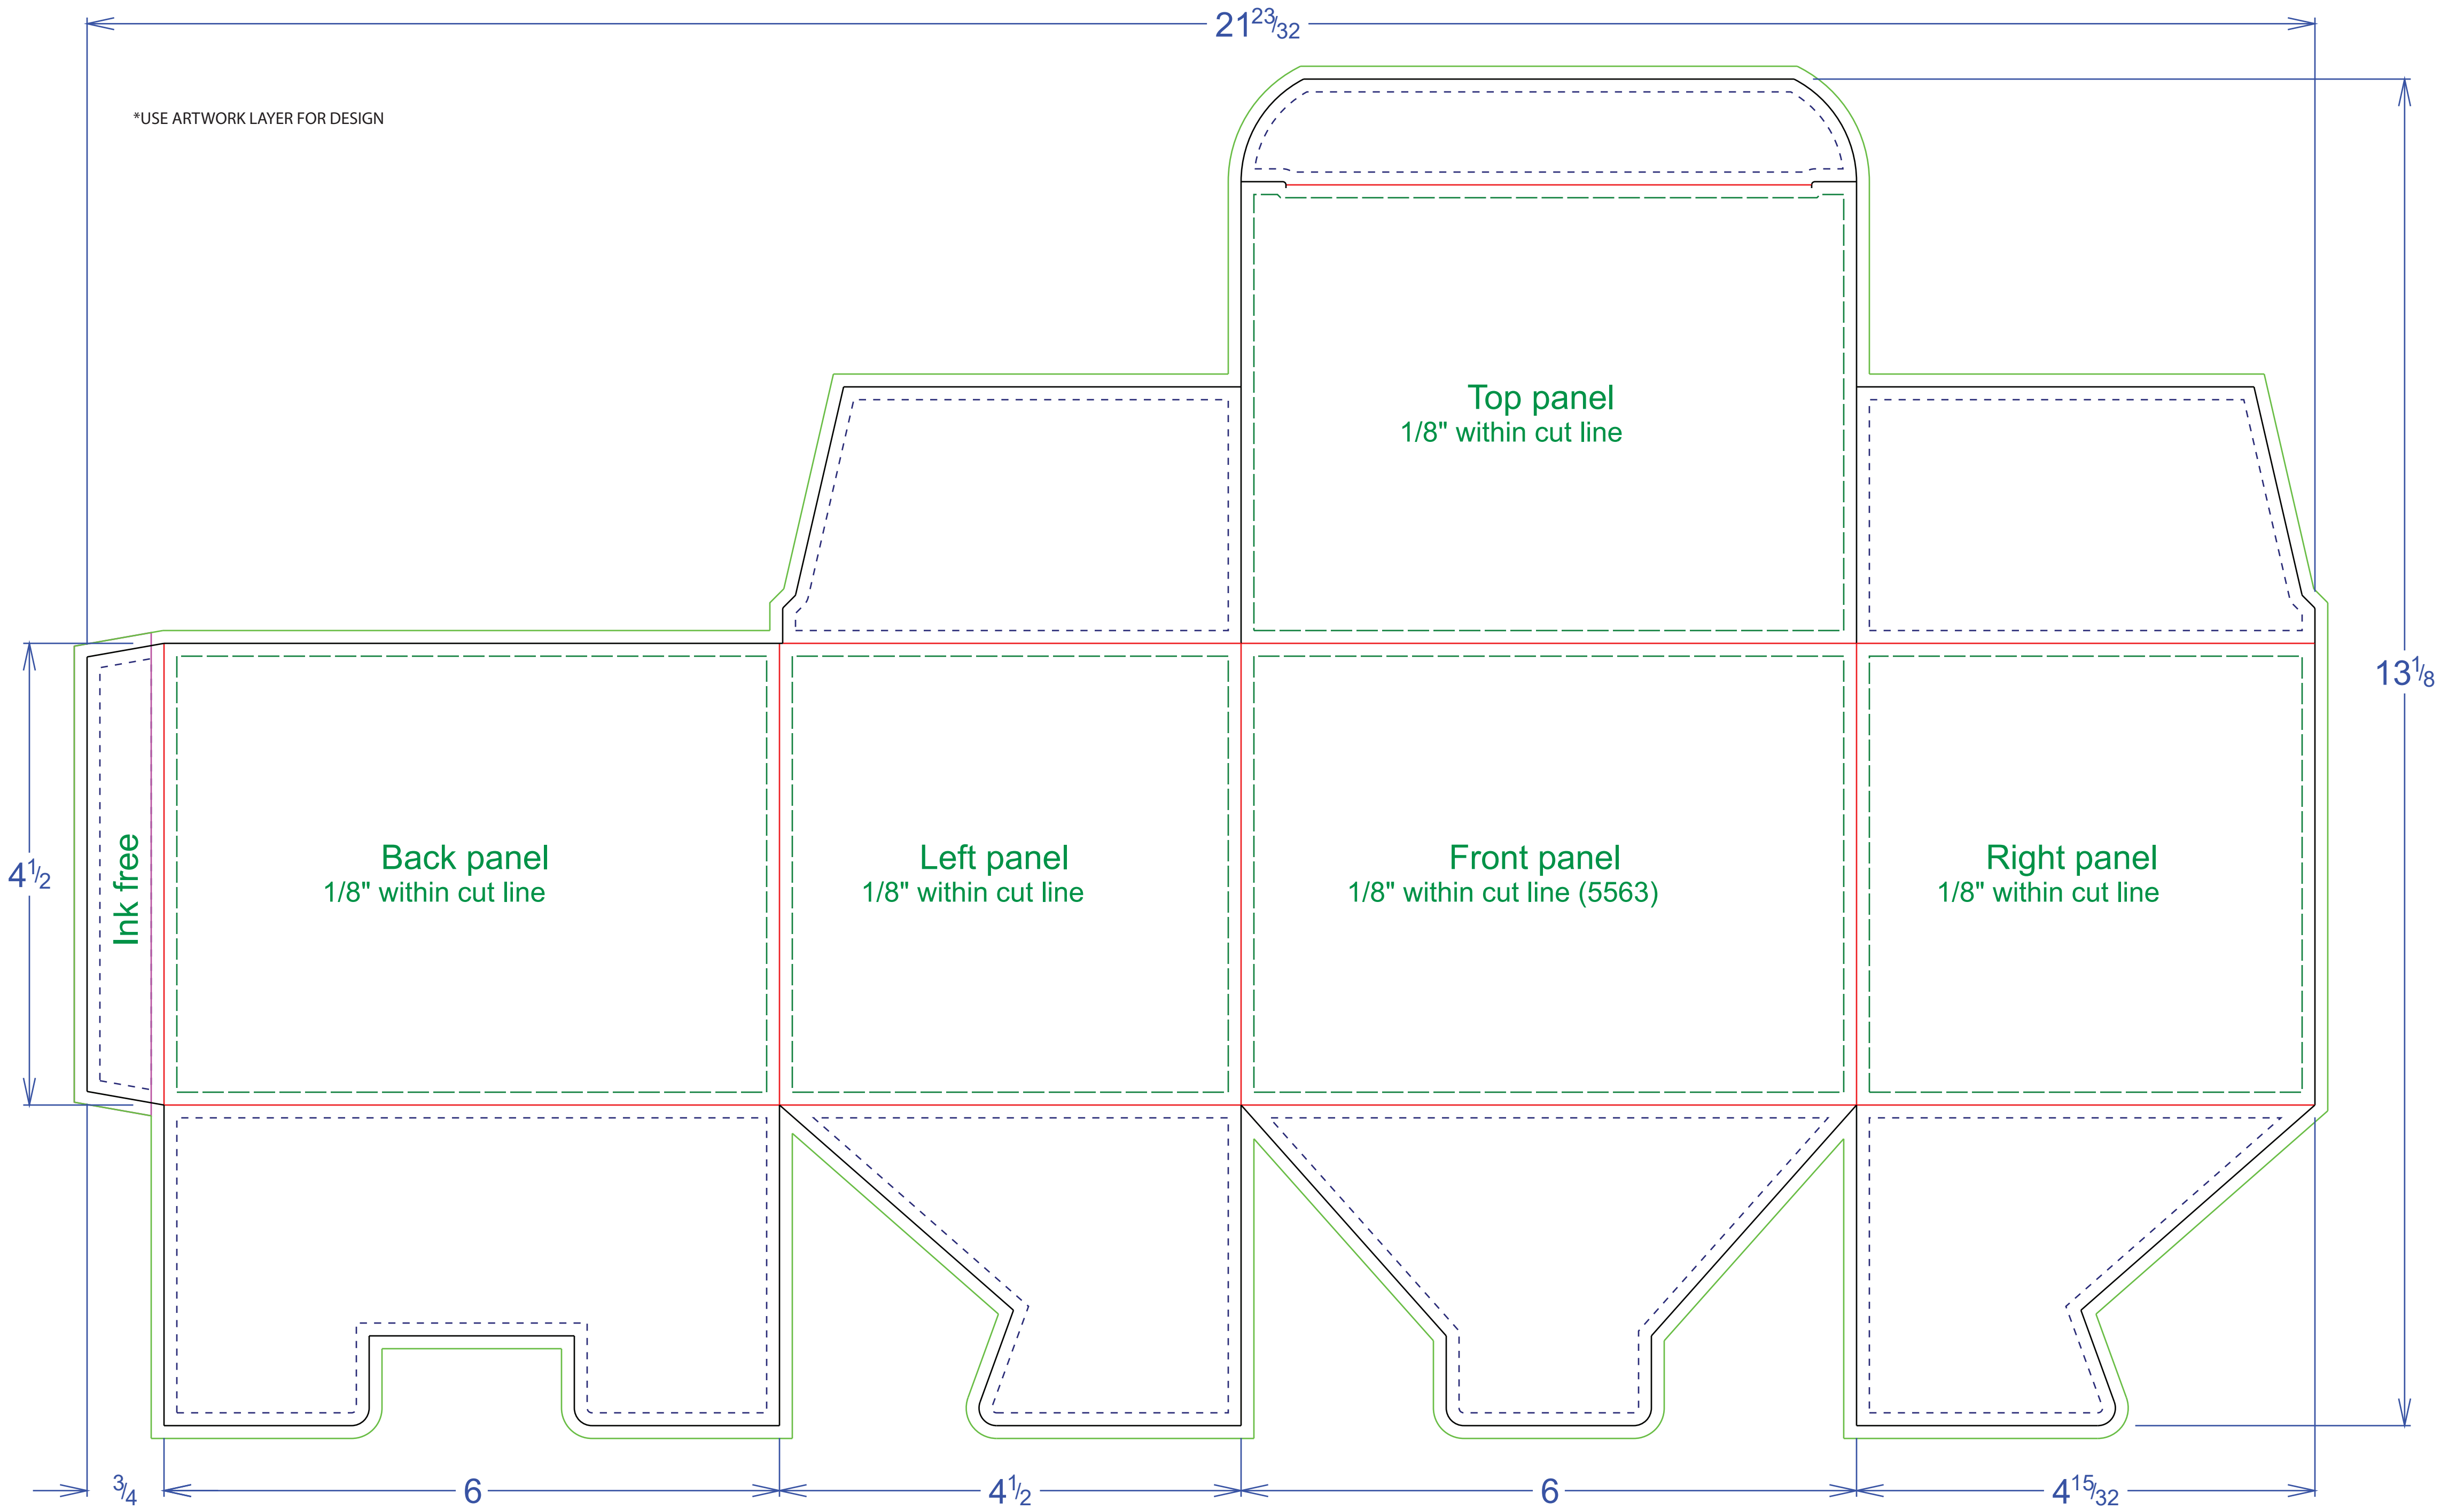 21 23/32
*USE ARTWORK LAYER FOR DESIGN
Top panel
1/8" within cut line
13 1/8
4 1/2
Ink free
Back panel
1/8" within cut line
Left panel
1/8" within cut line
Front panel
1/8" within cut line (5563)
Right panel
1/8" within cut line
3/4
6
4 1/2
6
4 15/32